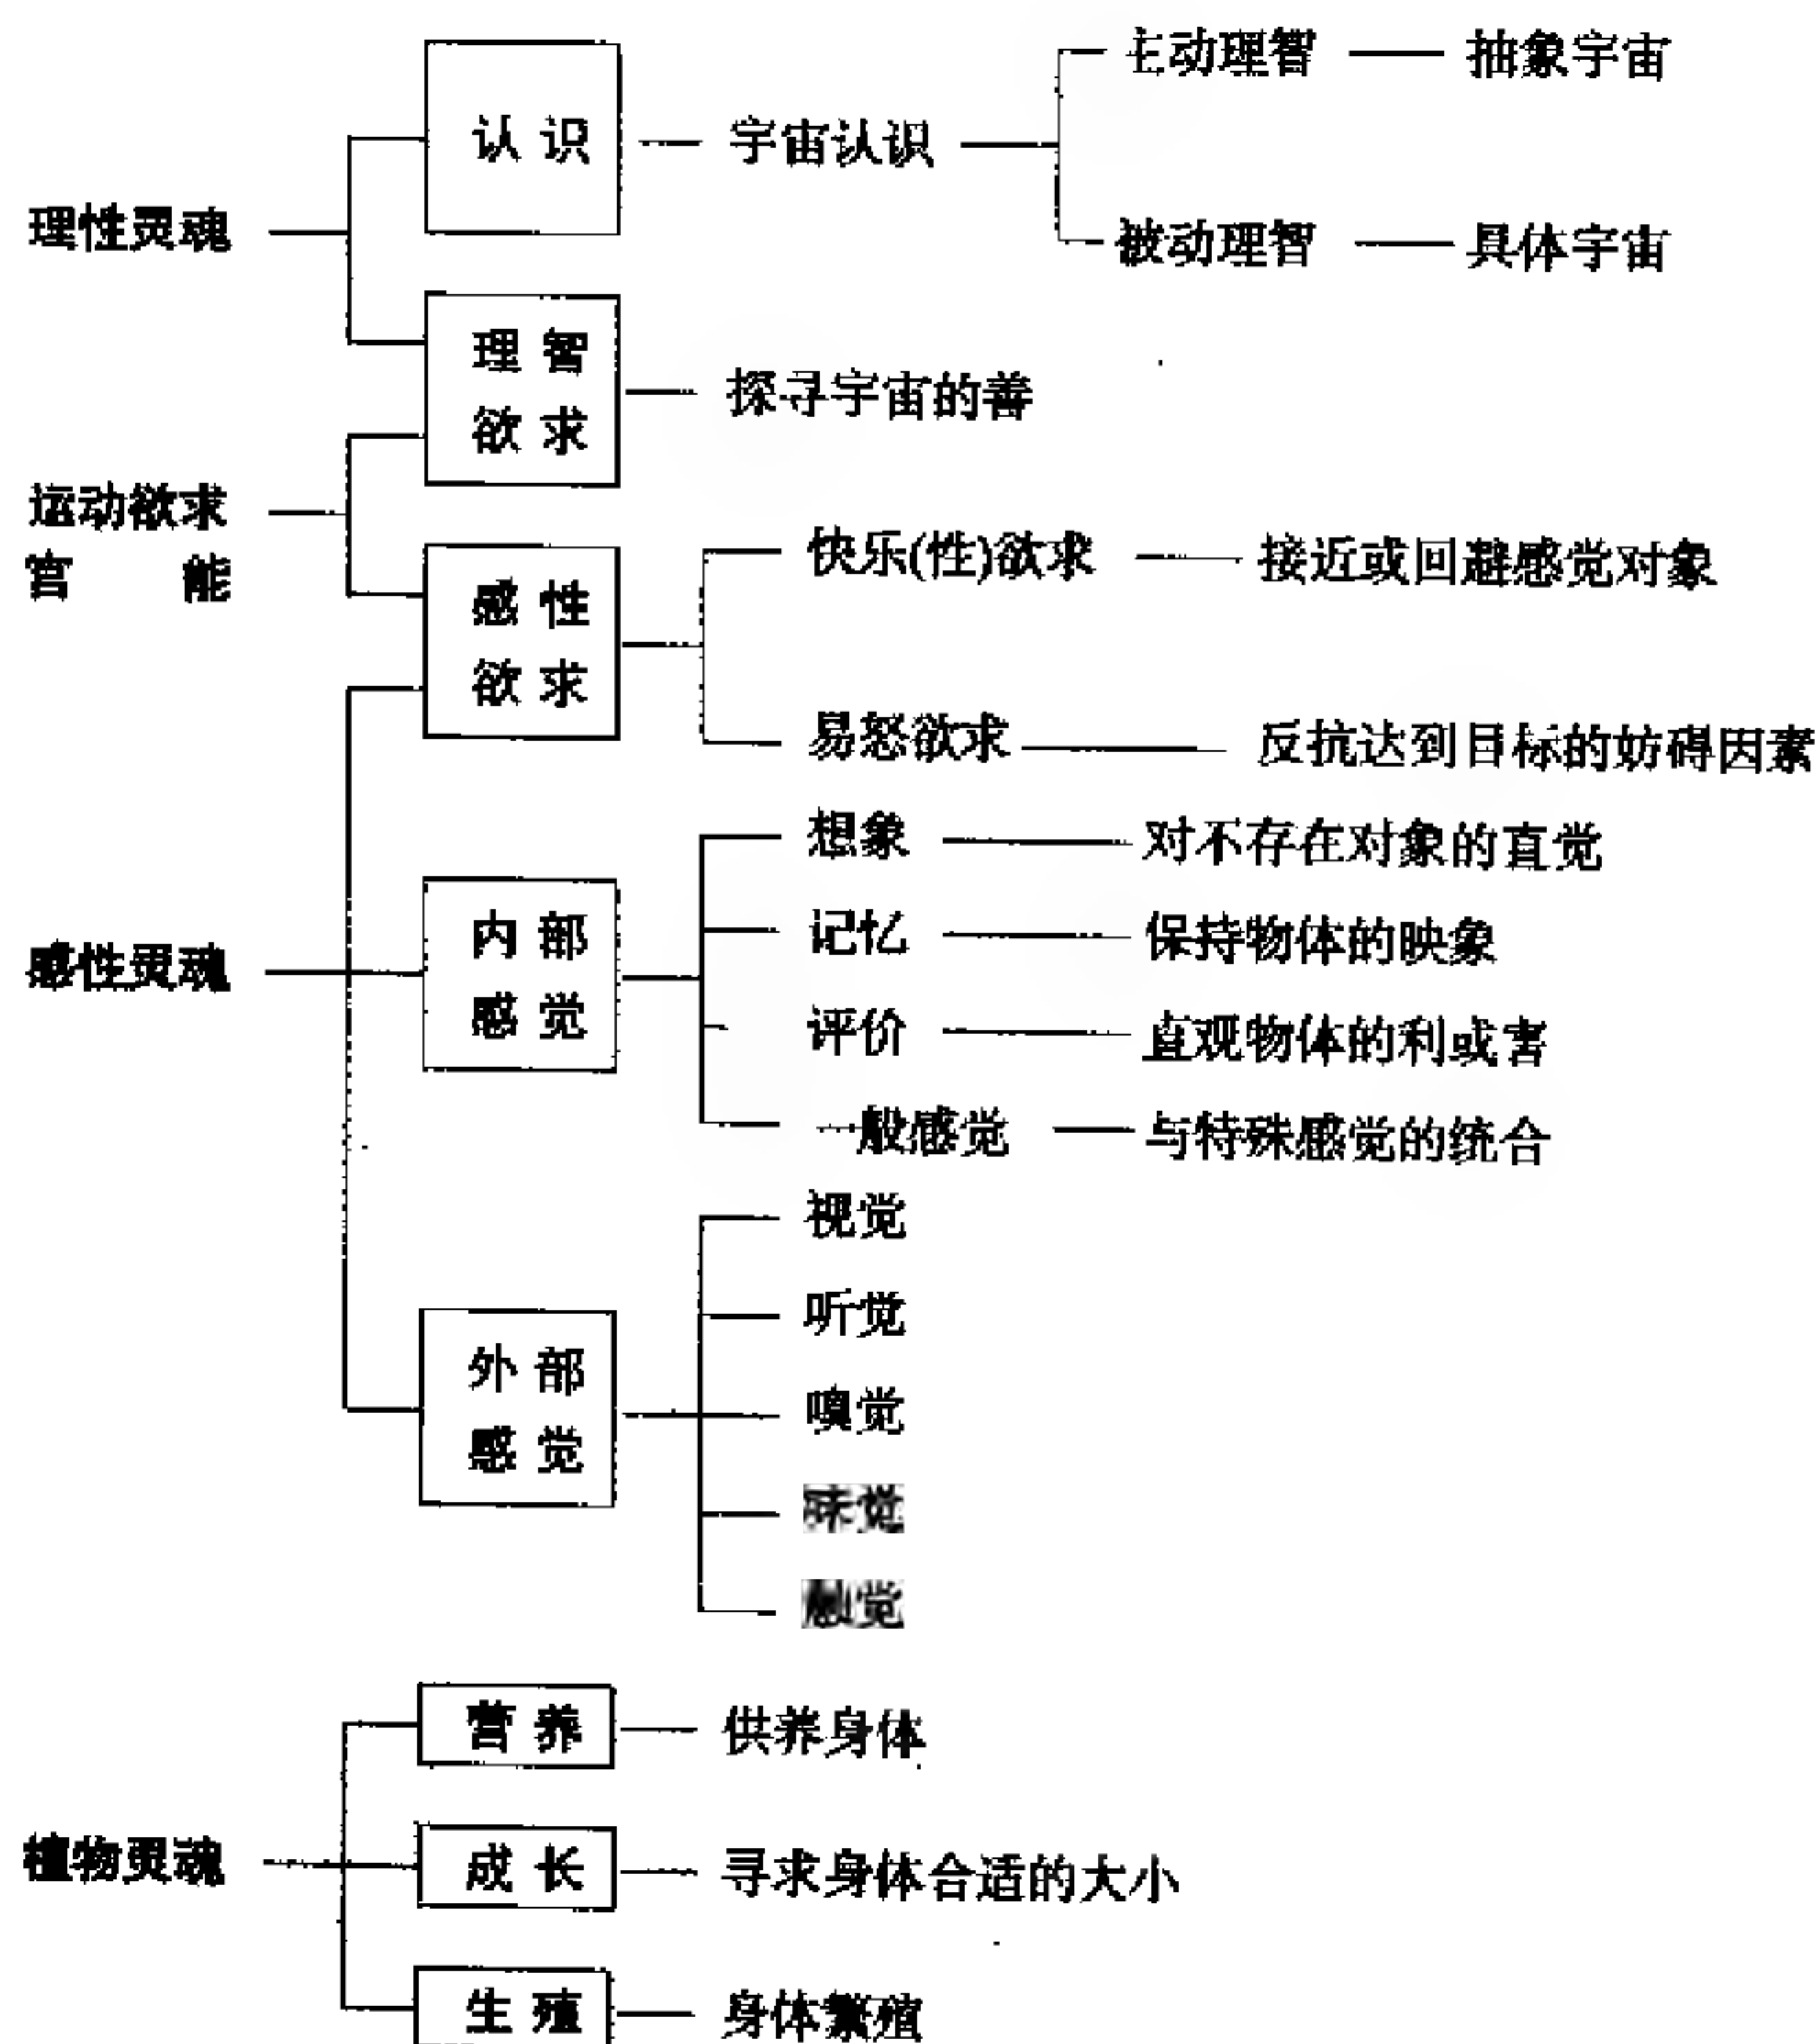 理性灵魂
认识
宇宙认识
主动理智
抽象宇宙
被动理智
具体宇宙
理智
欲求
探寻宇宙的善
运动欲求
官能
感性
欲求
快乐(性)欲求
接近或回避感觉对象
易怒欲求
反抗达到目标的妨碍因素
感性灵魂
内部
感觉
想象
对不存在对象的直觉
记忆
保持物体的映象
评价
直观物体的利或害
一般感觉
与特殊感觉的统合
外部
感觉
视觉
听觉
嗅觉
味觉
触觉
植物灵魂
营养
供养身体
成长
寻求身体合适的大小
生殖
身体繁殖